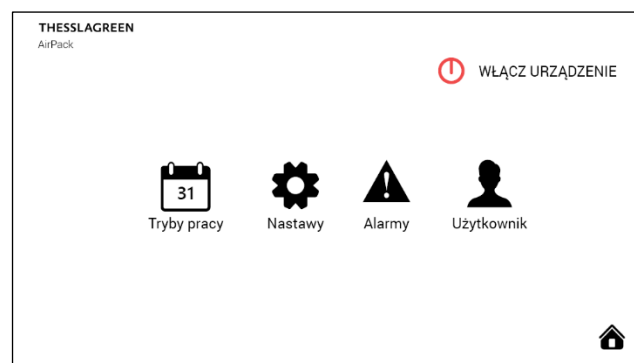 THESSLAGREEN
AirPack
WŁĄCZ URZĄDZENIE
31
Tryby pracy
Nastawy
Alarmy
Użytkownik